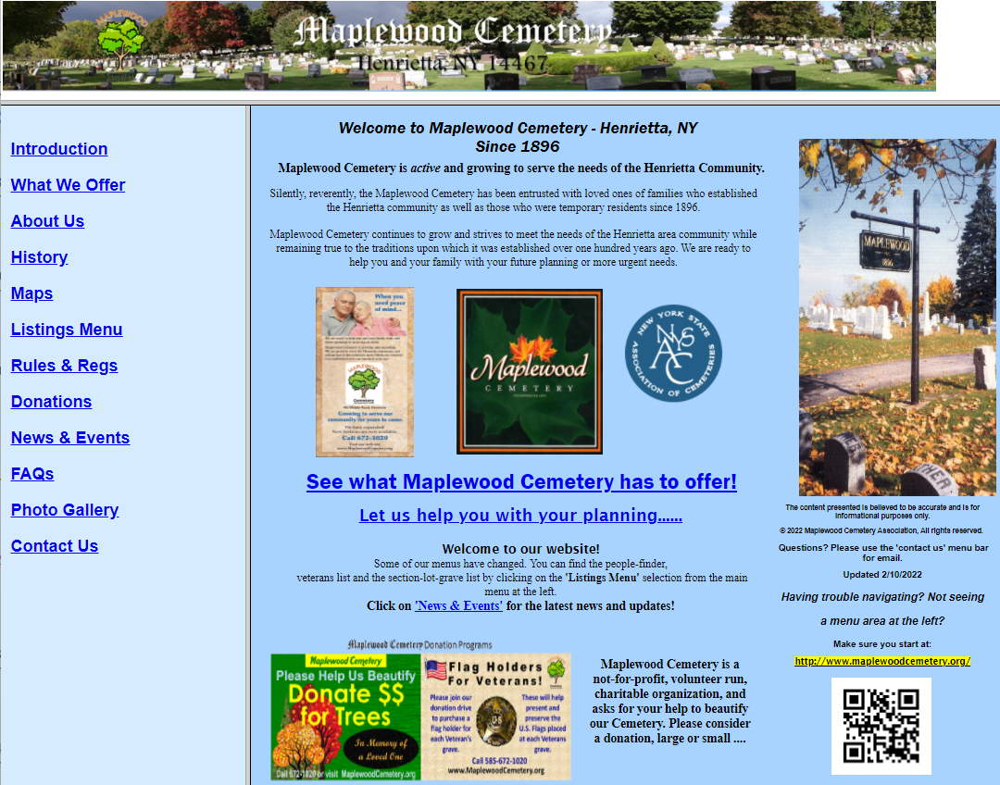 MAPLEWOOD
Maplewood Cemetery
Henrietta, NY 14467
Introduction
What We Offer
About Us
History
Maps
Listings Menu
Rules & Regs
Donations
News & Events
FAQs
Photo Gallery
Contact Us
Welcome to Maplewood Cemetery - Henrietta, NY
Since 1896
Maplewood Cemetery is active and growing to serve the needs of the Henrietta Community.
Silently, reverently, the Maplewood Cemetery has been entrusted with loved ones of families who established
the Henrietta community as well as those who were temporary residents since 1896.
Maplewood Cemetery continues to grow and strives to meet the needs of the Henrietta area community while
remaining true to the traditions upon which it was established over one hundred years ago. We are ready to
help you and your family with your future planning or more urgent needs.
When you
need peace
of mind...
MAPLEWOOD
Cemetery
Growing to serve our
community for years to come.
Call 672-1020
www.MaplewoodCemetery.org
Maplewood
CEMETERY
NEW YORK STATE
ASSOCIATION OF CEMETERIES
NYSAC
See what Maplewood Cemetery has to offer!
Let us help you with your planning......
Welcome to our website!
Some of our menus have changed. You can find the people-finder,
veterans list and the section-lot-grave list by clicking on the 'Listings Menu' selection from the main
menu at the left.
Click on 'News & Events' for the latest news and updates!
Maplewood Cemetery Donation Programs
Maplewood Cemetery
Please Help Us Beautify
Donate $$
for Trees
In Memory of
a Loved One
Call 672-1020 or visit MaplewoodCemetery.org
Flag Holders
For Veterans!
Please join our
donation drive
to purchase a
flag holder for
each Veteran's
grave.
U-S
These will help
present and
preserve the
U.S. Flags placed
at each Veterans
grave.
Call 585-672-1020
www.MaplewoodCemetery.org
Maplewood Cemetery is a
not-for-profit, volunteer run,
charitable organization, and
asks for your help to beautify
our Cemetery. Please consider
a donation, large or small ....
MAPLEWOOD
1896
The content presented is believed to be accurate and is for
informational purposes only.
© 2022 Maplewood Cemetery Association, All rights reserved.
Questions? Please use the 'contact us' menu bar
for email.
Updated 2/10/2022
Having trouble navigating? Not seeing
a menu area at the left?
Make sure you start at:
http://www.maplewoodcemetery.org/